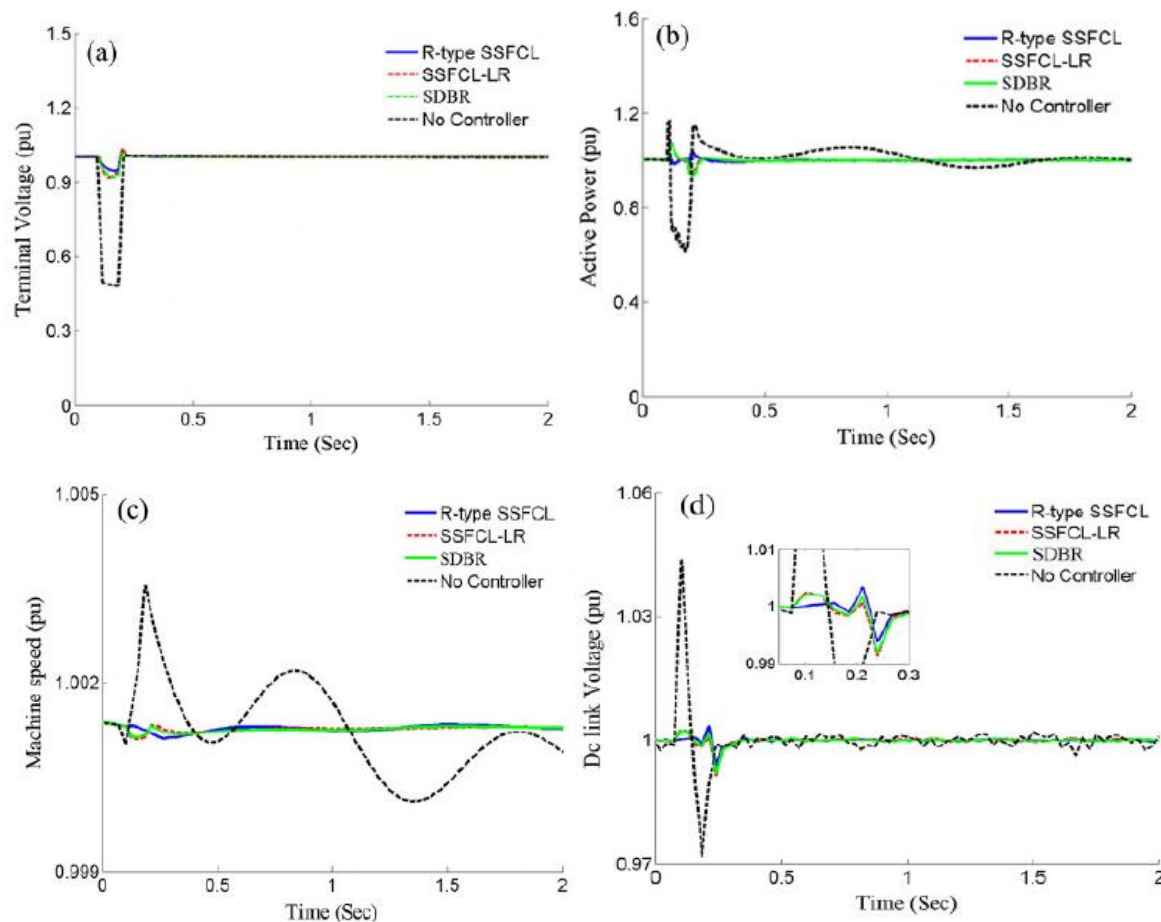 (a)
R-type SSFCL
SSFCL-LR
SDBR
No Controller
1.5
1.2
0.9
0.6
0.3
0
Terminal Voltage (pu)
0 0.5 1 1.5 2
Time (Sec)
(b)
R-type SSFCL
SSFCL-LR
SDBR
No Controller
1.6
1.2
0.8
0.4
0
Active Power (pu)
0 0.5 1 1.5 2
Time (Sec)
(c)
R-type SSFCL
SSFCL-LR
SDBR
No Controller
1.005
1.002
0.999
Machine speed (pu)
0 0.5 1 1.5 2
Time (Sec)
(d)
R-type SSFCL
SSFCL-LR
SDBR
No Controller
1.06
1.03
1
0.97
Dc link Voltage (pu)
1.01
1
0.99
0.1 0.2 0.3
0 0.5 1 1.5 2
Time (Sec)